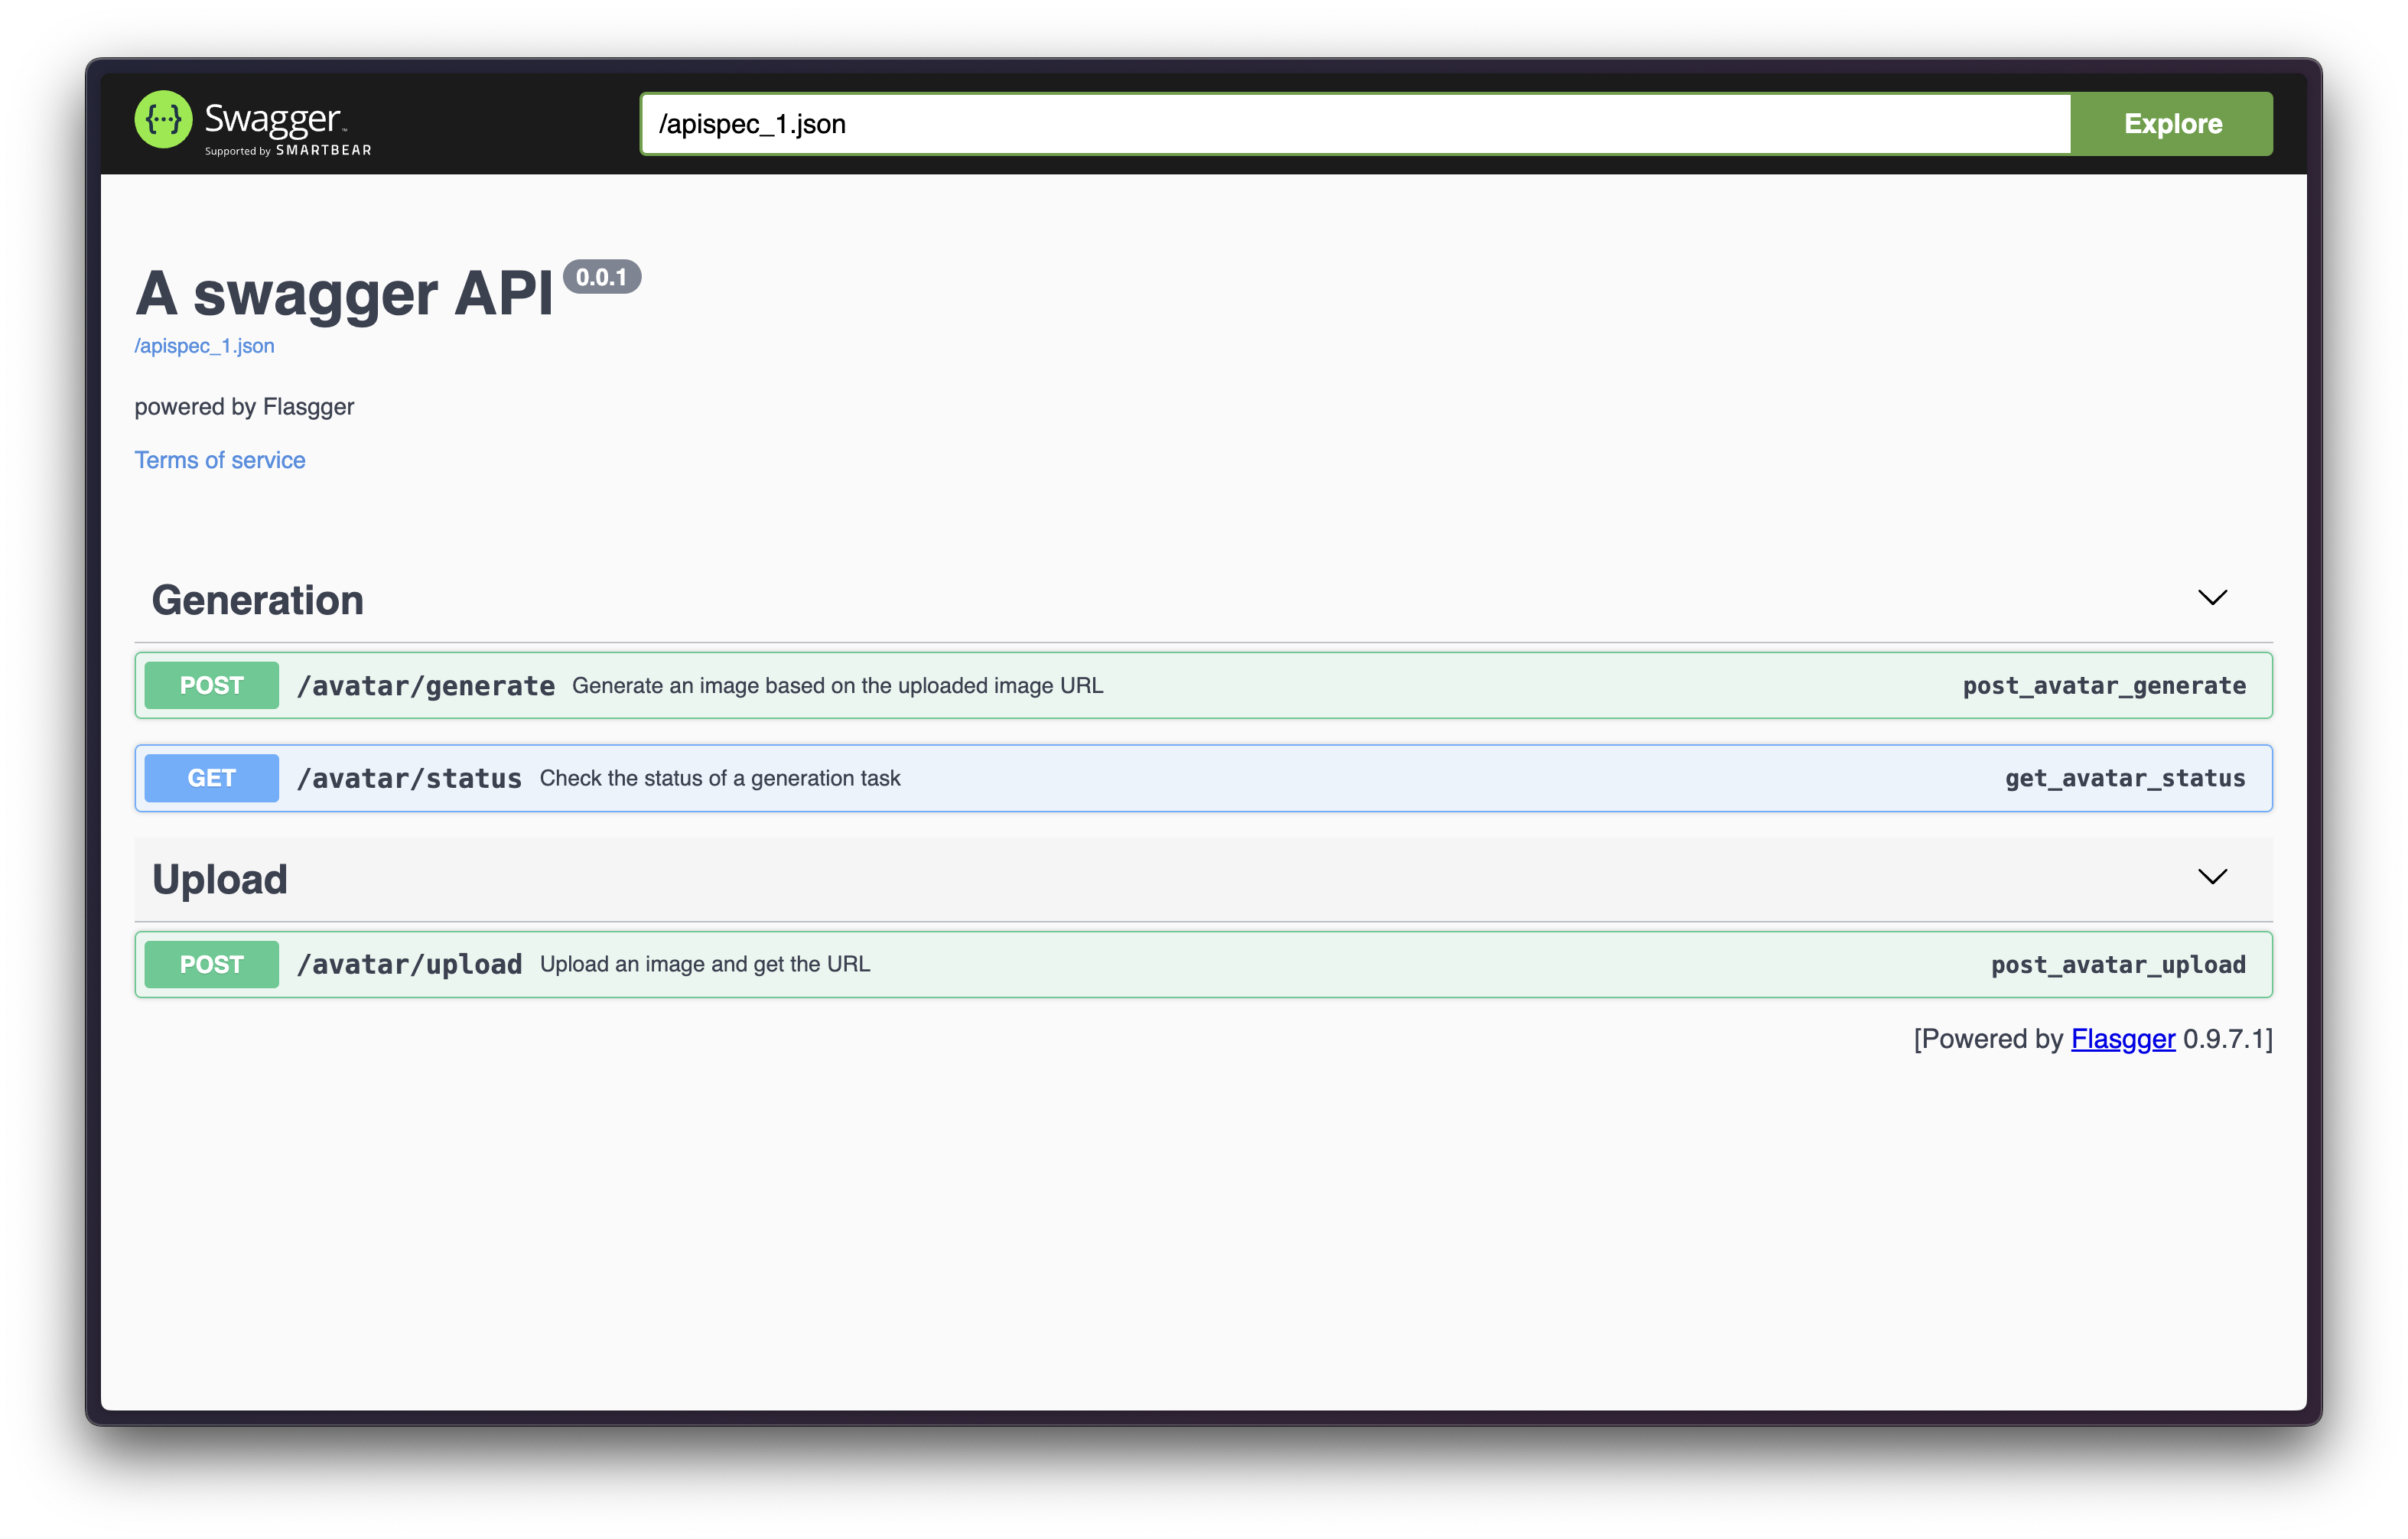 {...} Swagger™
Supported by SMARTBEAR
/apispec_1.json
Explore
A swagger API 0.0.1
/apispec_1.json
powered by Flasgger
Terms of service
Generation
POST /avatar/generate Generate an image based on the uploaded image URL post_avatar_generate
GET /avatar/status Check the status of a generation task get_avatar_status
Upload
POST /avatar/upload Upload an image and get the URL post_avatar_upload
[Powered by Flasgger 0.9.7.1]